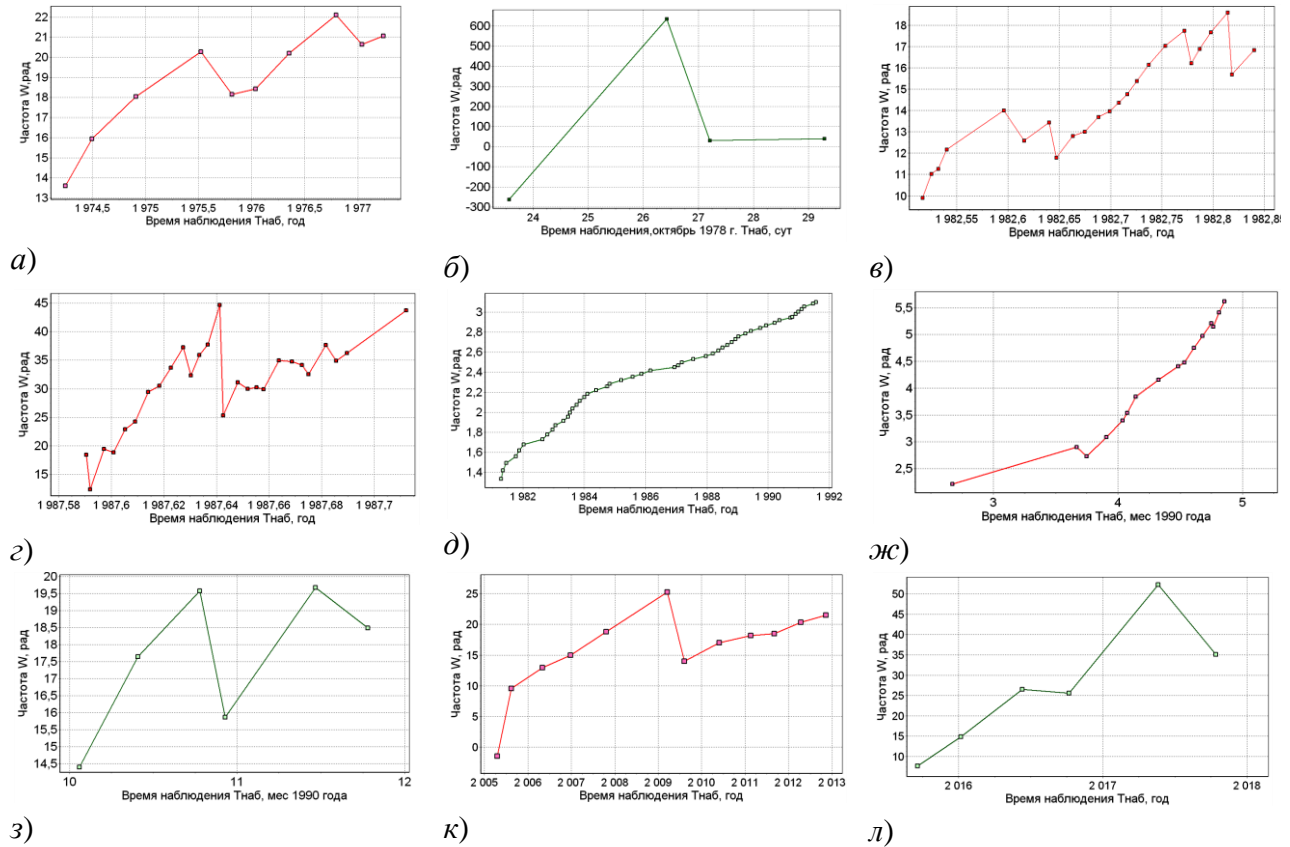 Частота W,рад
22
21
20
19
18
17
16
15
14
13
1 974,5 1 975 1 975,5 1 976 1 976,5 1 977
Время наблюдения Тнаб, год
а)
Частота W,рад
600
500
400
300
200
100
0
-100
-200
-300
24 25 26 27 28 29
Время наблюдения,октябрь 1978 г. Тнаб, сут
б)
Частота W, рад
18
17
16
15
14
13
12
11
10
1 982,55 1 982,6 1 982,65 1 982,7 1 982,75 1 982,8 1 982,85
Время наблюдения Тнаб, год
в)
Частота W, рад
45
40
35
30
25
20
15
1 987,58 1 987,6 1 987,62 1 987,64 1 987,66 1 987,68 1 987,7
Время наблюдения Тнаб, год
г)
Частота W,рад
3
2,8
2,6
2,4
2,2
2
1,8
1,6
1,4
1982 1984 1986 1988 1990 1992
Время наблюдения Тнаб, год
д)
Частота W, рад
5,5
5
4,5
4
3,5
3
2,5
3 4 5
Время наблюдения Тнаб, мес 1990 года
ж)
Частота W, рад
20
19,5
19
18,5
18
17,5
17
16,5
16
15,5
15
14,5
10 11 12
Время наблюдения Тнаб, мес 1990 года
з)
Частота W, рад
25
20
15
10
5
0
2 005 2 006 2 007 2 008 2 009 2 010 2 011 2 012 2 013
Время наблюдения Тнаб, год
к)
Частота W, рад
50
45
40
35
30
25
20
15
10
2 016 2 017 2 018
Время наблюдения Тнаб, год
л)